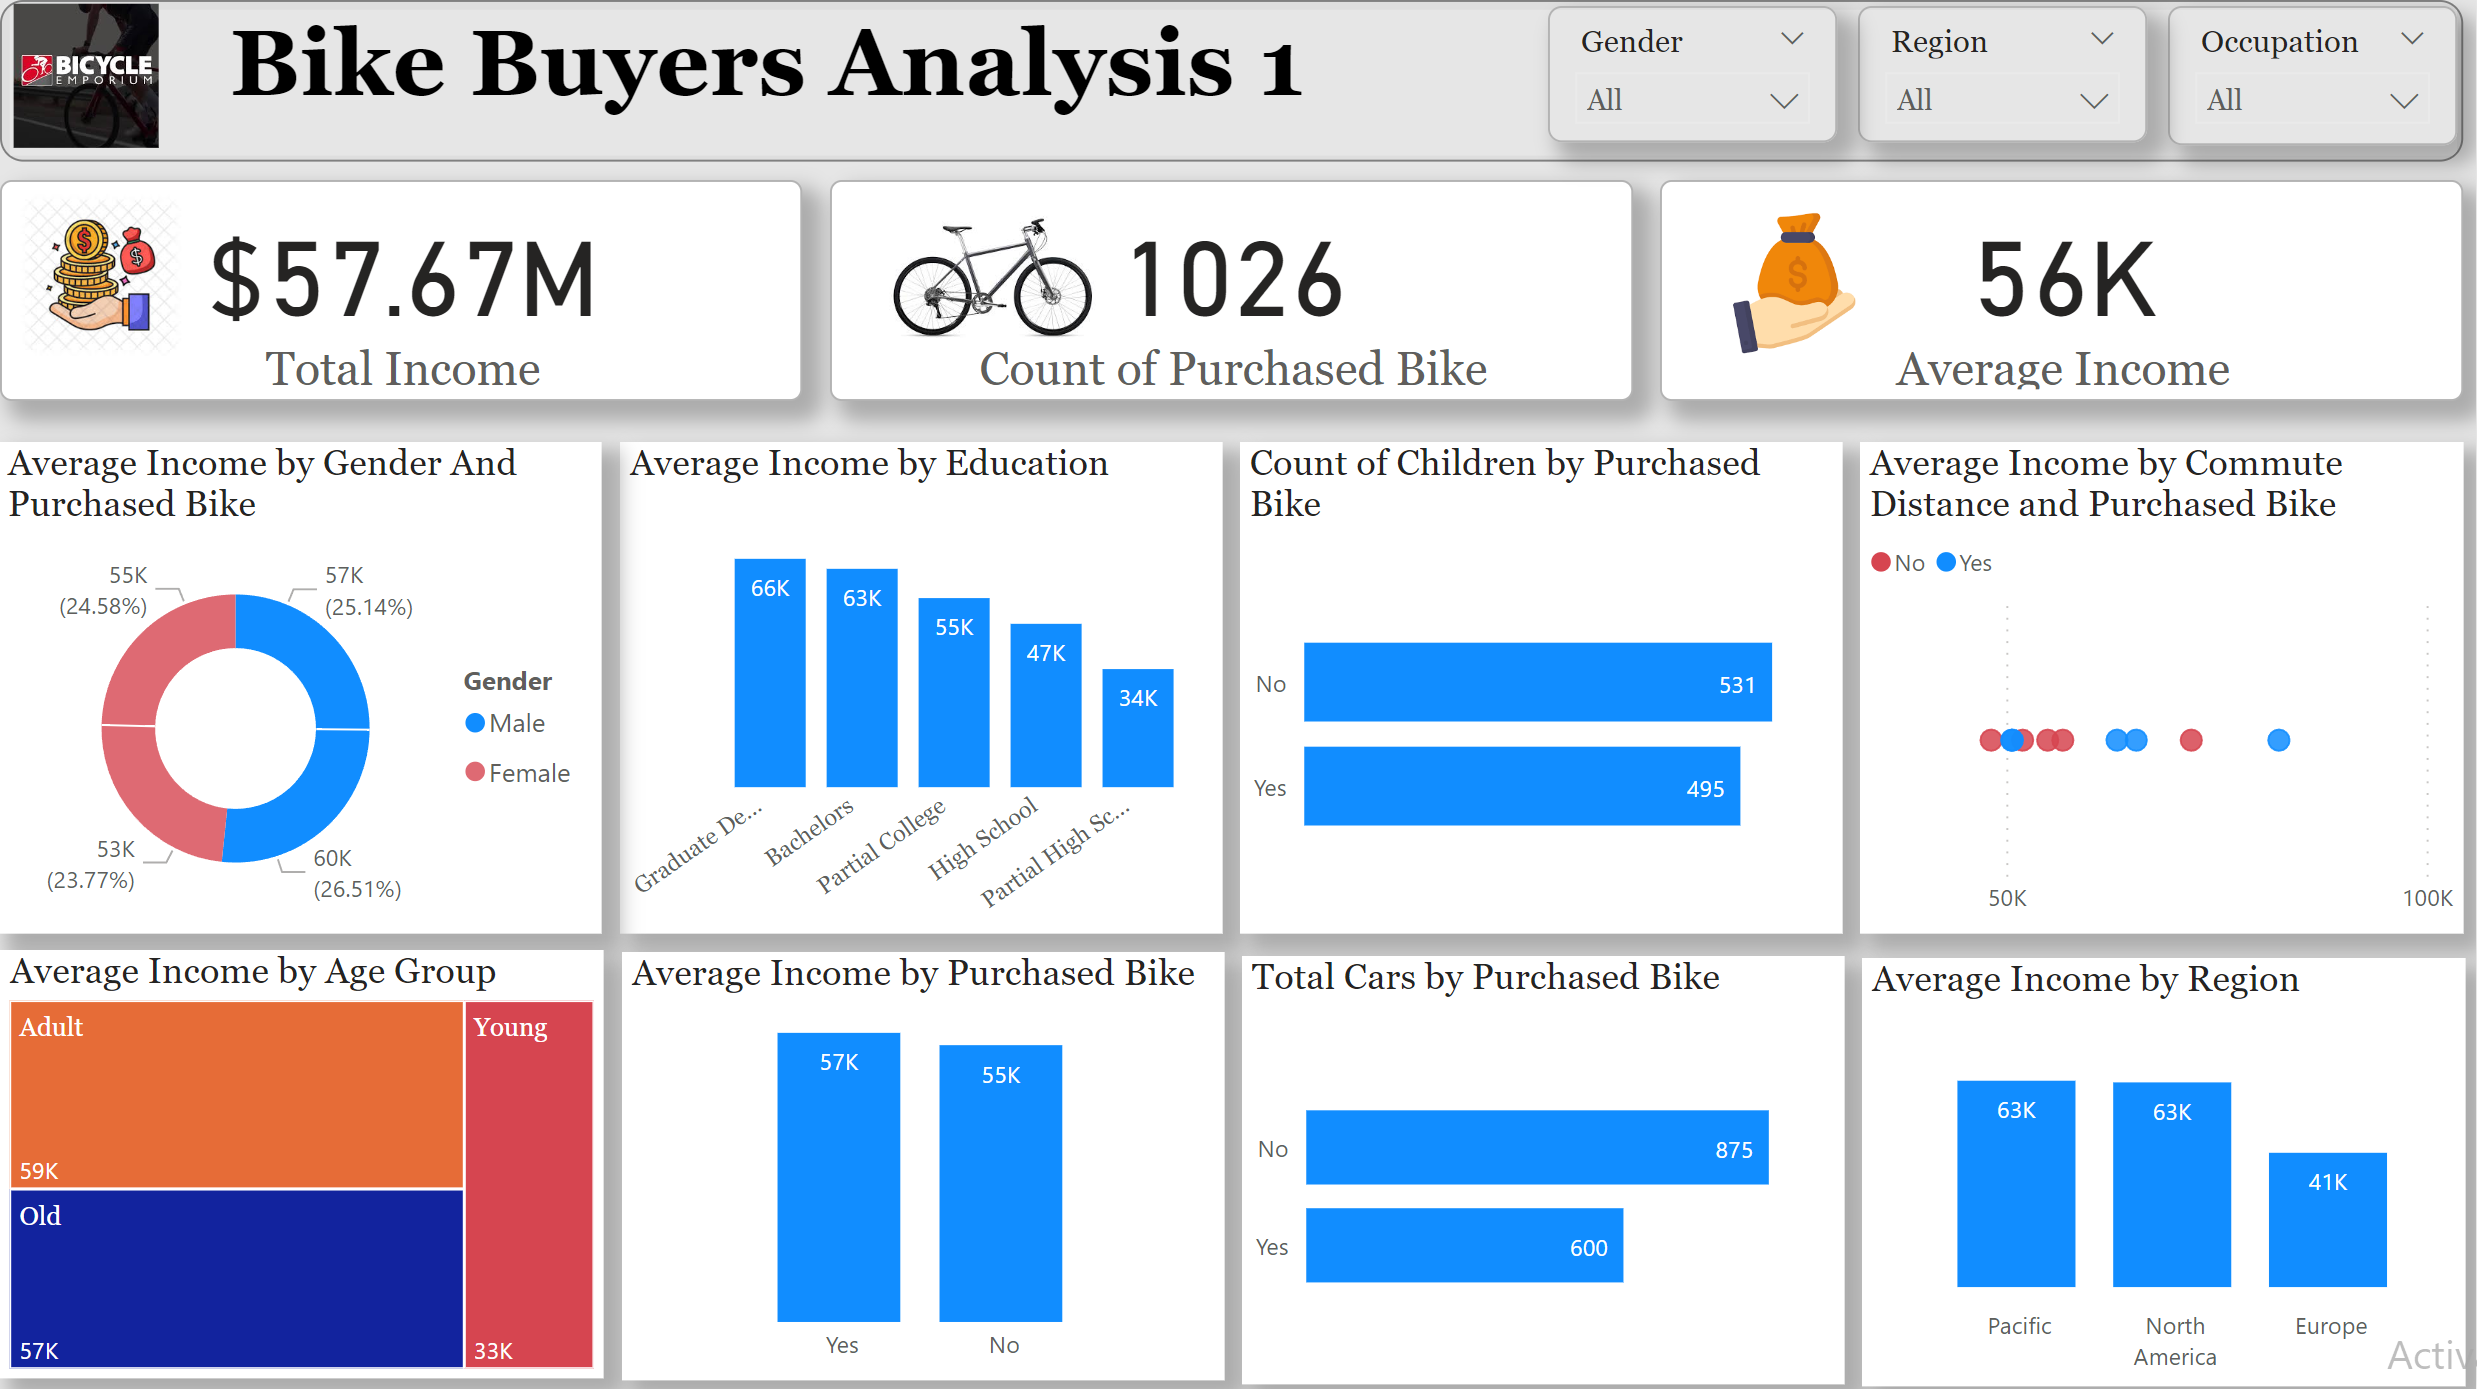 BICYCLE
EMPORIUM
Bike Buyers Analysis 1
Gender
All
Region
All
Occupation
All
$57.67M
Total Income
1026
Count of Purchased Bike
56K
Average Income
Average Income by Gender And
Purchased Bike
55K
(24.58%)
57K
(25.14%)
53K
(23.77%)
60K
(26.51%)
Gender
Male
Female
Average Income by Education
66K
63K
55K
47K
34K
Graduate De...
Bachelors
Partial College
High School
Partial High Sc...
Count of Children by Purchased
Bike
No
531
Yes
495
Average Income by Commute
Distance and Purchased Bike
No Yes
50K
100K
Average Income by Age Group
Adult
59K
Old
57K
Young
33K
Average Income by Purchased Bike
57K
55K
Yes
No
Total Cars by Purchased Bike
No
875
Yes
600
Average Income by Region
63K
63K
41K
Pacific
North
America
Europe
Activ